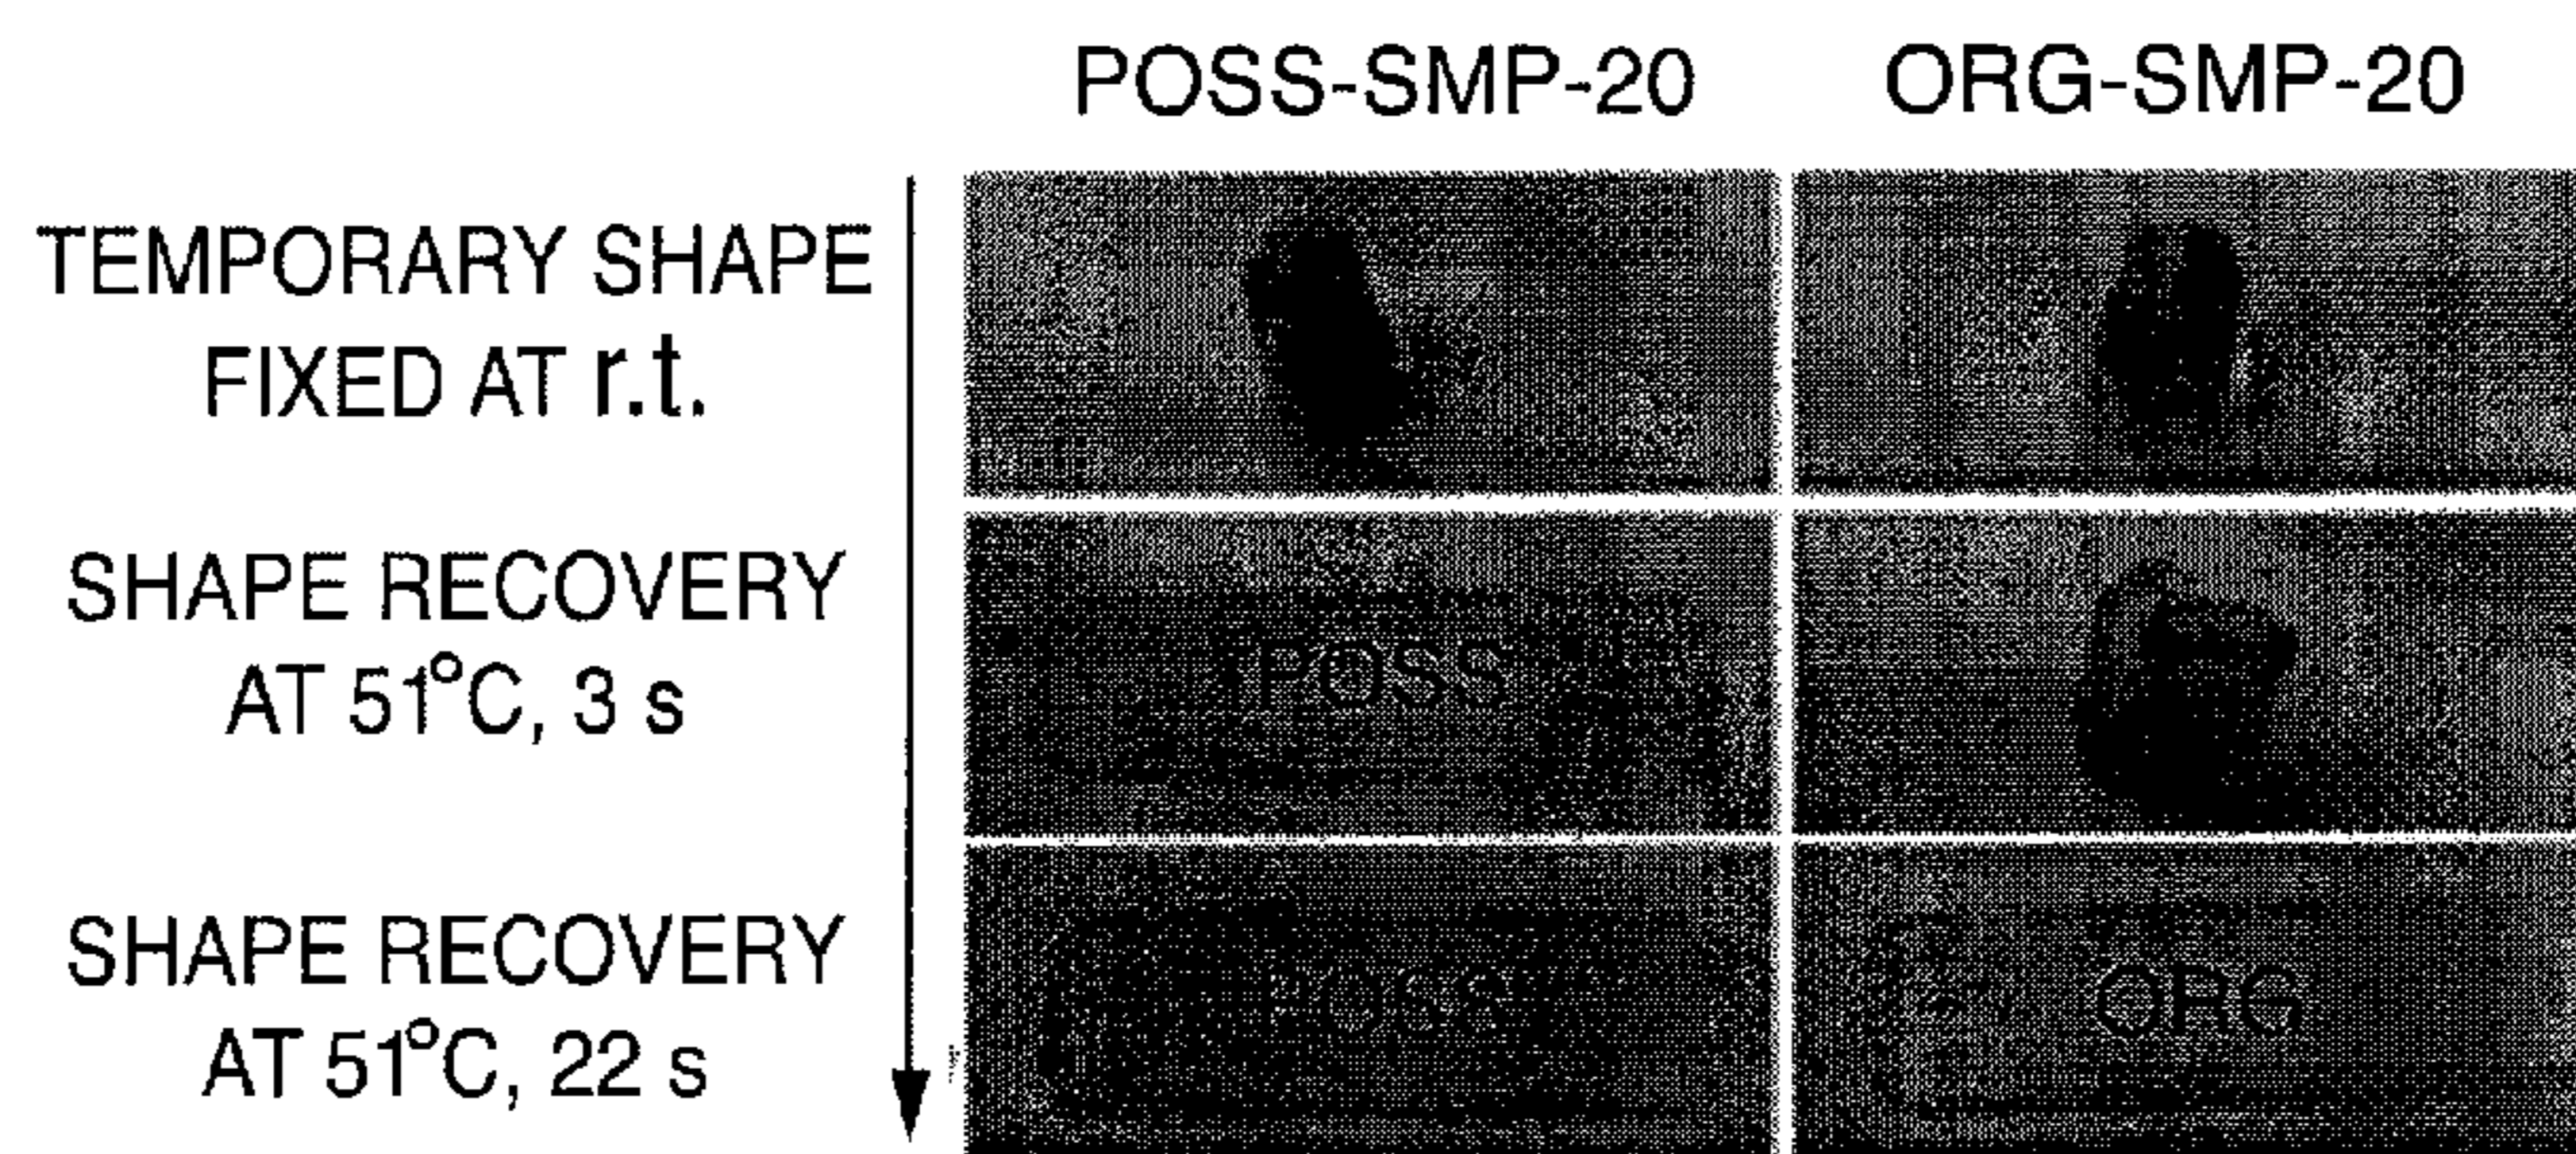 POSS-SMP-20 ORG-SMP-20
TEMPORARY SHAPE
FIXED AT r.t.
SHAPE RECOVERY
AT 51°C, 3 s
POSS
SHAPE RECOVERY
AT 51°C, 22 s
POSS ORG